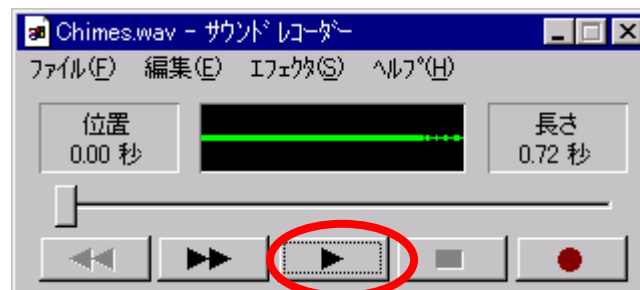 Chimes.wav - ｻｳﾝﾄﾞ ﾚｺｰﾀﾞｰ
ﾌｧｲﾙ(F) 編集(E) ｴﾌｪｸﾀ(S) ﾍﾙﾌﾟ(H)
位置
0.00 秒
長さ
0.72 秒